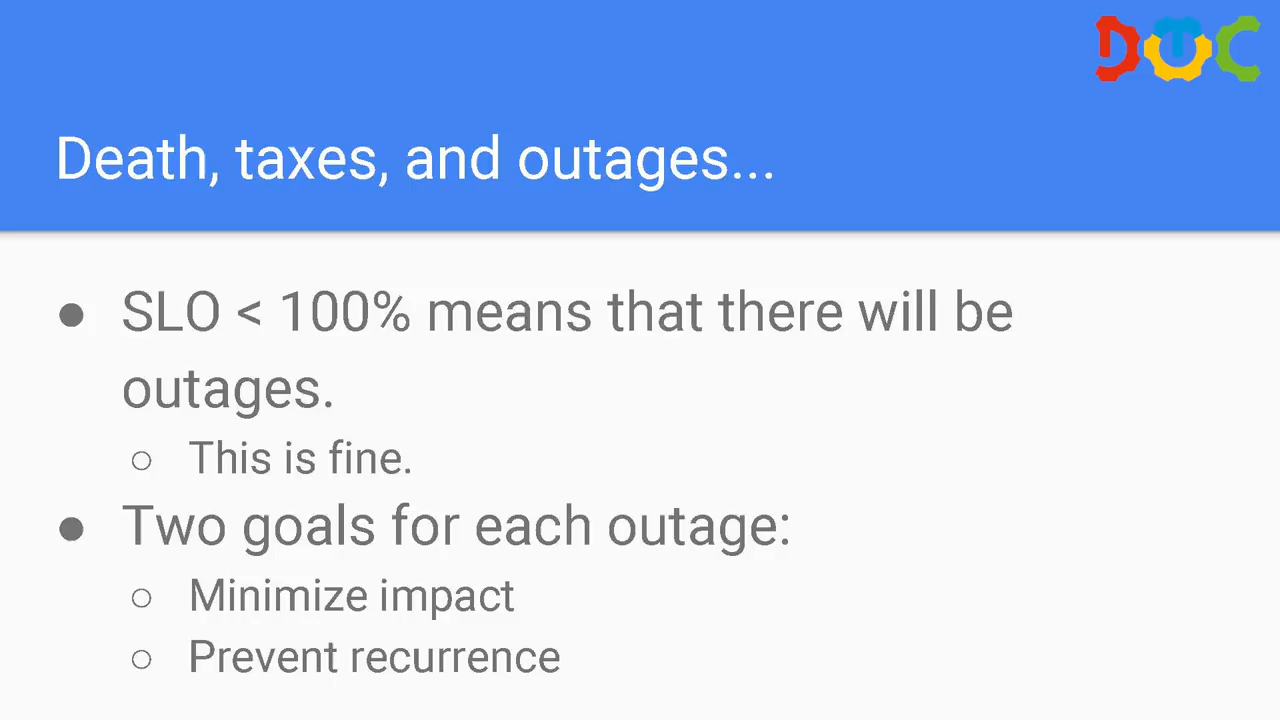 DUC
Death, taxes, and outages...
● SLO < 100% means that there will be
outages.
○ This is fine.
● Two goals for each outage:
○ Minimize impact
○ Prevent recurrence